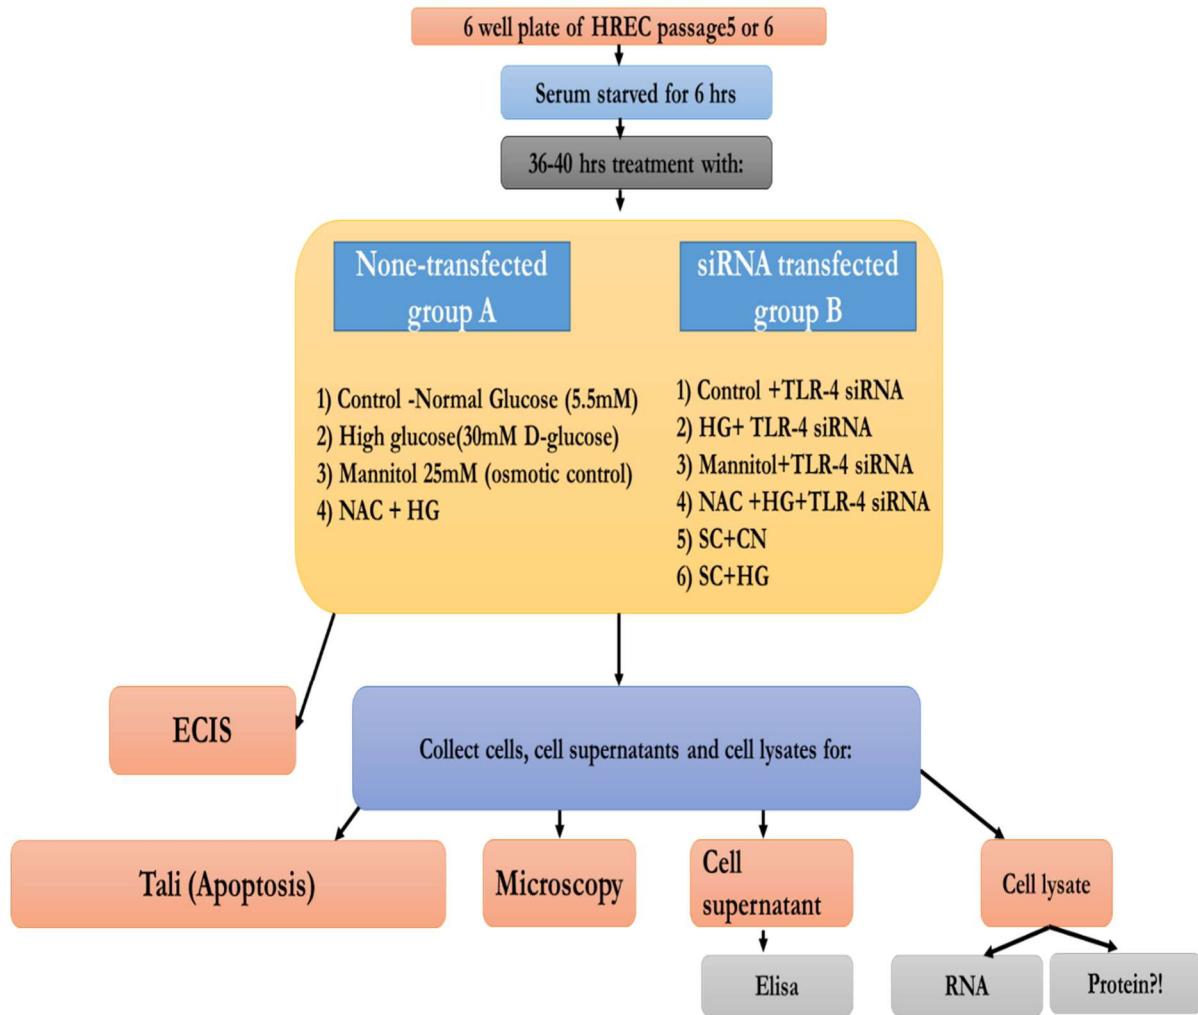 6 well plate of HREC passage5 or 6
Serum starved for 6 hrs
36-40 hrs treatment with:
None-transfected
group A
1) Control -Normal Glucose (5.5mM)
2) High glucose(30mM D-glucose)
3) Mannitol 25mM (osmotic control)
4) NAC + HG
siRNA transfected
group B
1) Control +TLR-4 siRNA
2) HG+ TLR-4 siRNA
3) Mannitol+TLR-4 siRNA
4) NAC +HG+TLR-4 siRNA
5) SC+CN
6) SC+HG
ECIS
Collect cells, cell supernatants and cell lysates for:
Tali (Apoptosis)
Microscopy
Cell
supernatant
Cell lysate
Elisa
RNA
Protein?!